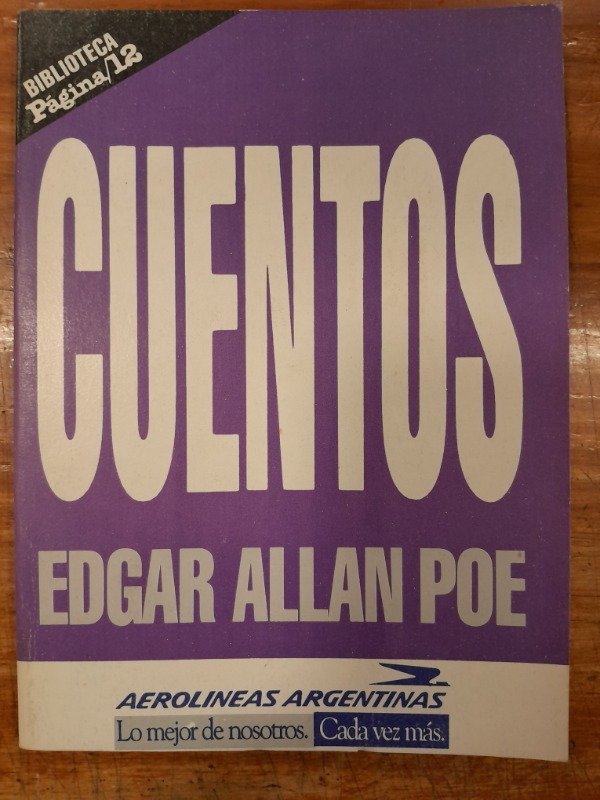 BIBLIOTECA
Página/12
CUENTOS
EDGAR ALLAN POE
AEROLINEAS ARGENTINAS
Lo mejor de nosotros. Cada vez más.